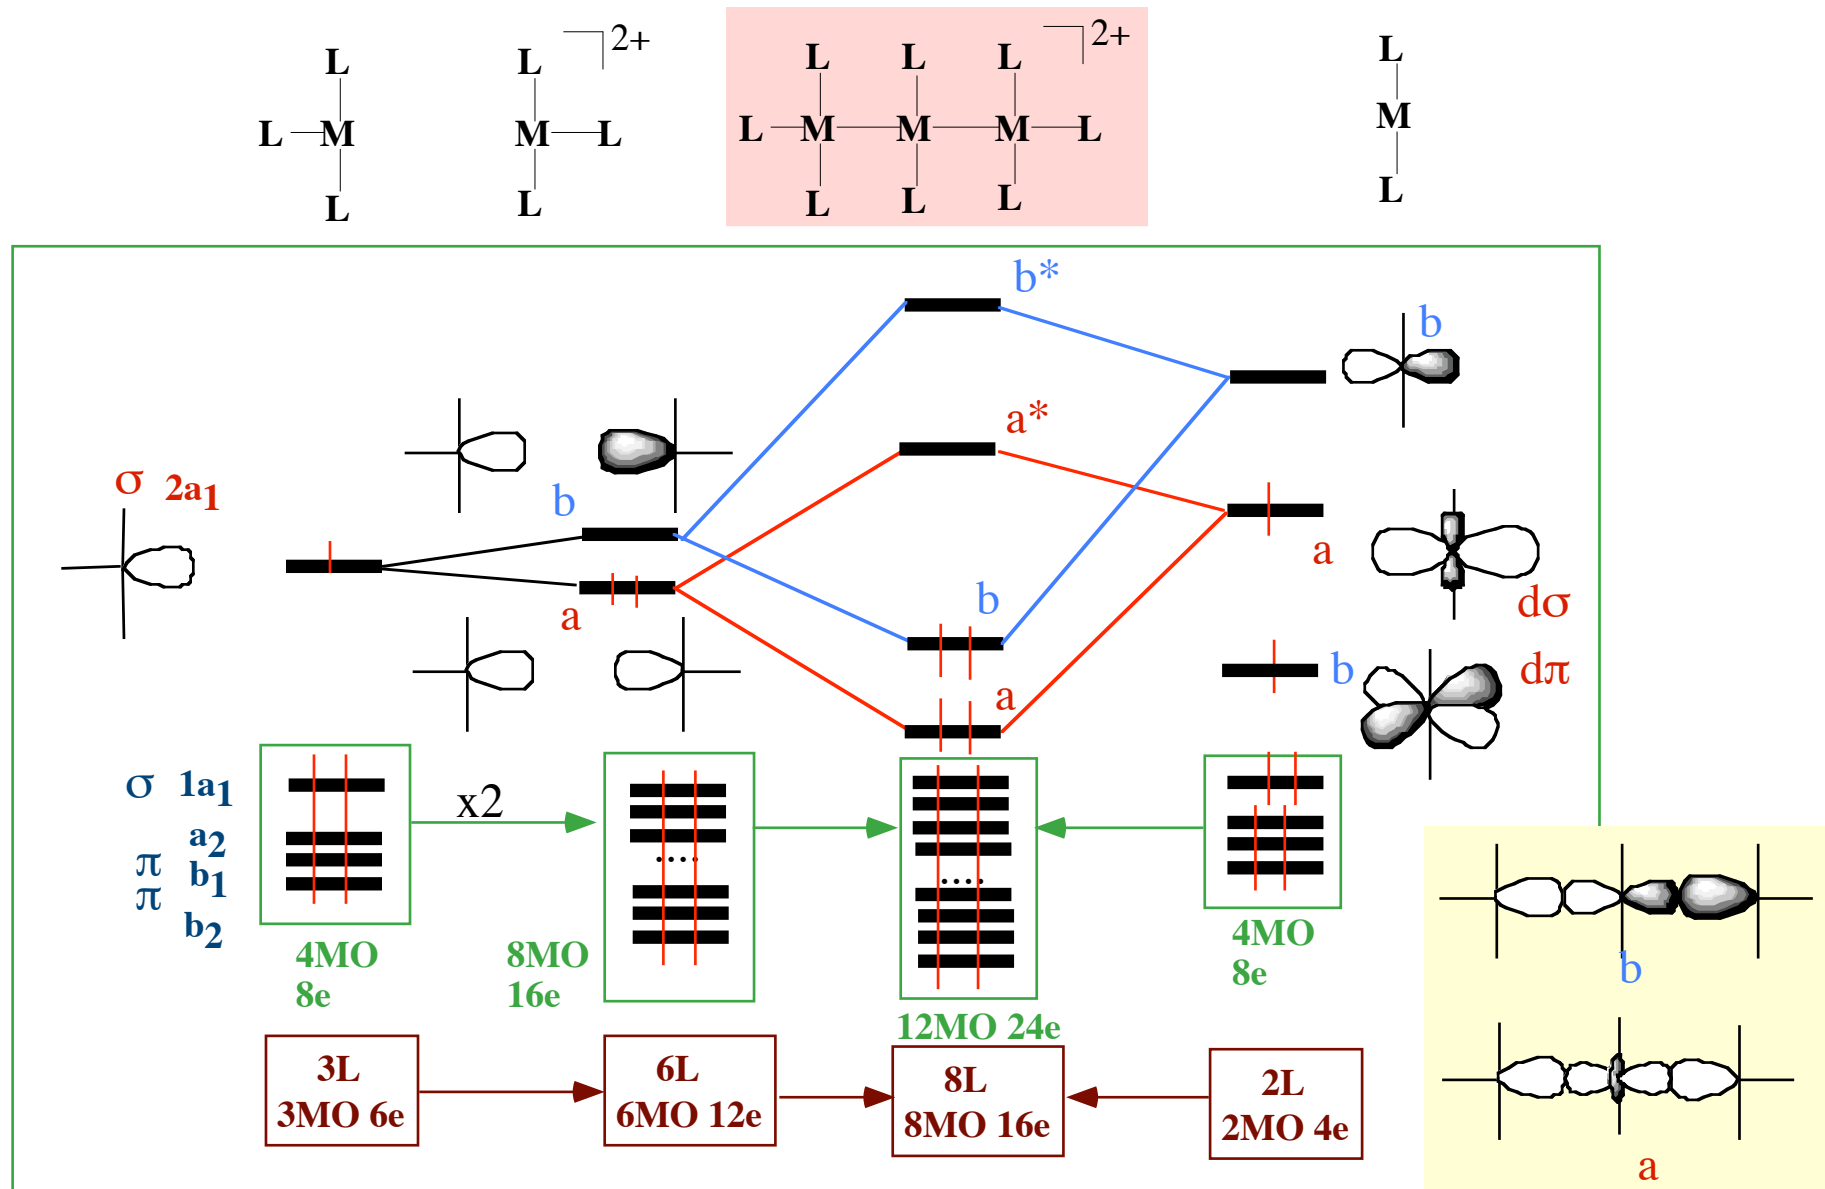 L
L M
L
L 2+
M L
L
L L L 2+
L M M M L
L L L
L
M
L
b*
b
a*
σ 2a1
b
a
a
dσ
b
a
b dπ
σ 1a1
a2
π b1
π b2
x2
....
....
4MO
8e
8MO
16e
12MO 24e
4MO
8e
b
3L
3MO 6e
6L
6MO 12e
8L
8MO 16e
2L
2MO 4e
a